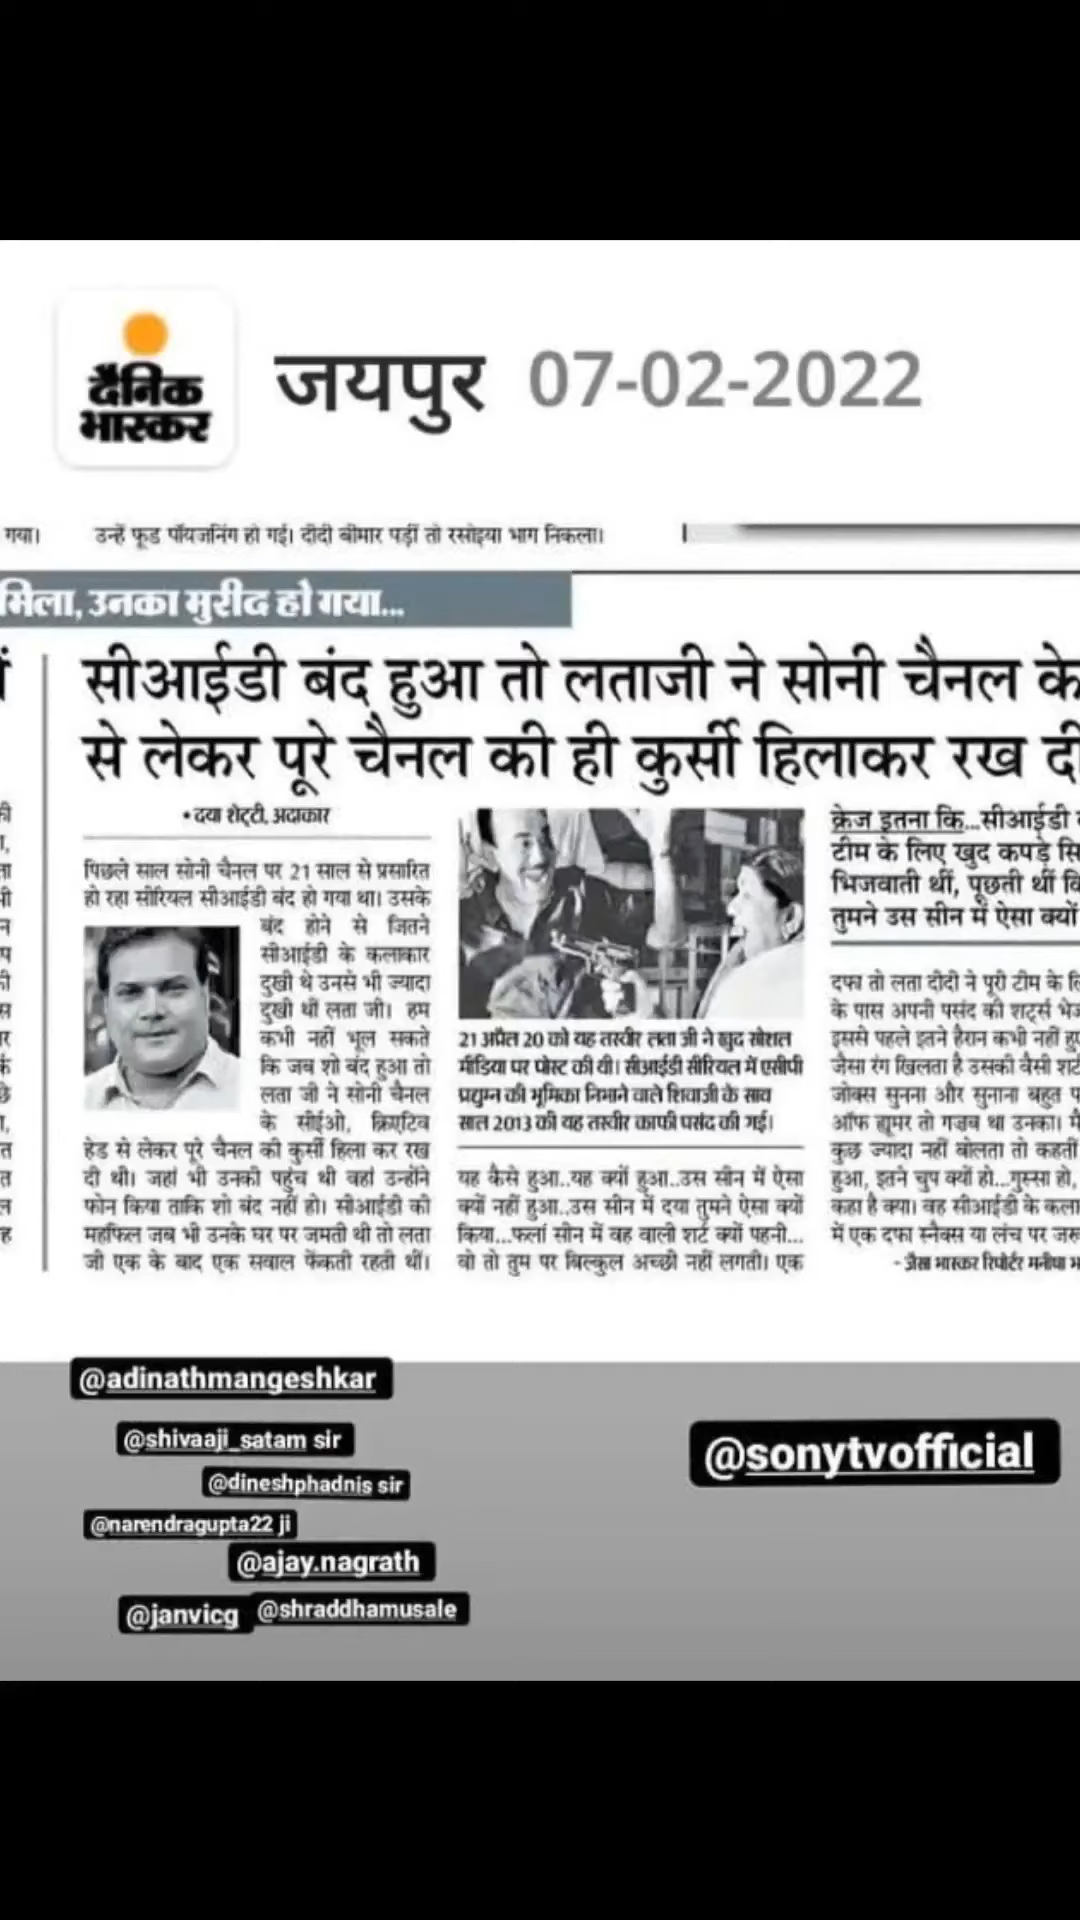 दैनिक
भास्कर
जयपुर 07-02-2022
गया।
उन्हें फूड पॉयजनिंग हो गई। दीदी बीमार पड़ीं तो रसोइया भाग निकला।
मिला, उनका मुरीद हो गया...
सीआईडी बंद हुआ तो लताजी ने सोनी चैनल के
से लेकर पूरे चैनल की ही कुर्सी हिलाकर रख दी
• दया शेट्टी, अदाकार
पिछले साल सोनी चैनल पर 21 साल से प्रसारित
हो रहा सीरियल सीआईडी बंद हो गया था। उसके
बंद होने से जितने
सीआईडी के कलाकार
दुखी थे उनसे भी ज्यादा
दुखी थीं लता जी। हम
कभी नहीं भूल सकते
कि जब शो बंद हुआ तो
लता जी ने सोनी चैनल
के सीईओ, क्रिएटिव
हेड से लेकर पूरे चैनल की कुर्सी हिला कर रख
दी थी। जहां भी उनकी पहुंच थी वहां उन्होंने
फोन किया ताकि शो बंद नहीं हो। सीआईडी की
महफिल जब भी उनके घर पर जमती थी तो लता
जी एक के बाद एक सवाल फेंकती रहती थीं।
21 अप्रैल 20 को यह तस्वीर लता जी ने खुद सोशल
मीडिया पर पोस्ट की थी। सीआईडी सीरियल में एसीपी
प्रद्युम्न की भूमिका निभाने वाले शिवाजी के साथ
साल 2013 की यह तस्वीर काफी पसंद की गई।
यह कैसे हुआ..यह क्यों हुआ..उस सीन में ऐसा
क्यों नहीं हुआ..उस सीन में दया तुमने ऐसा क्यों
किया...फलां सीन में वह वाली शर्ट क्यों पहनी...
वो तो तुम पर बिल्कुल अच्छी नहीं लगती। एक
क्रेज इतना कि...सीआईडी
टीम के लिए खुद कपड़े
भिजवाती थीं, पूछती थीं
तुमने उस सीन में ऐसा क्यों
दफा तो लता दीदी ने पूरी टीम के
के पास अपनी पसंद की शर्ट्स
इससे पहले इतने हैरान कभी नहीं
जैसा रंग खिलता है उसकी वैसी
जोक्स सुनना और सुनाना बहुत
ऑफ ह्यूमर तो गज़ब था उनका।
कुछ ज्यादा नहीं बोलता तो कहतीं
हुआ, इतने चुप क्यों हो...गुस्सा हो,
कहा है क्या। वह सीआईडी के
में एक दफा स्नैक्स या लंच पर
- जैसा भास्कर रिपोर्टर मनीषा
@adinathmangeshkar
@shivaaji_satam sir
@dineshphadnis sir
@narendragupta22 ji
@ajay.nagrath
@janvicg @shraddhamusale
@sonytvofficial